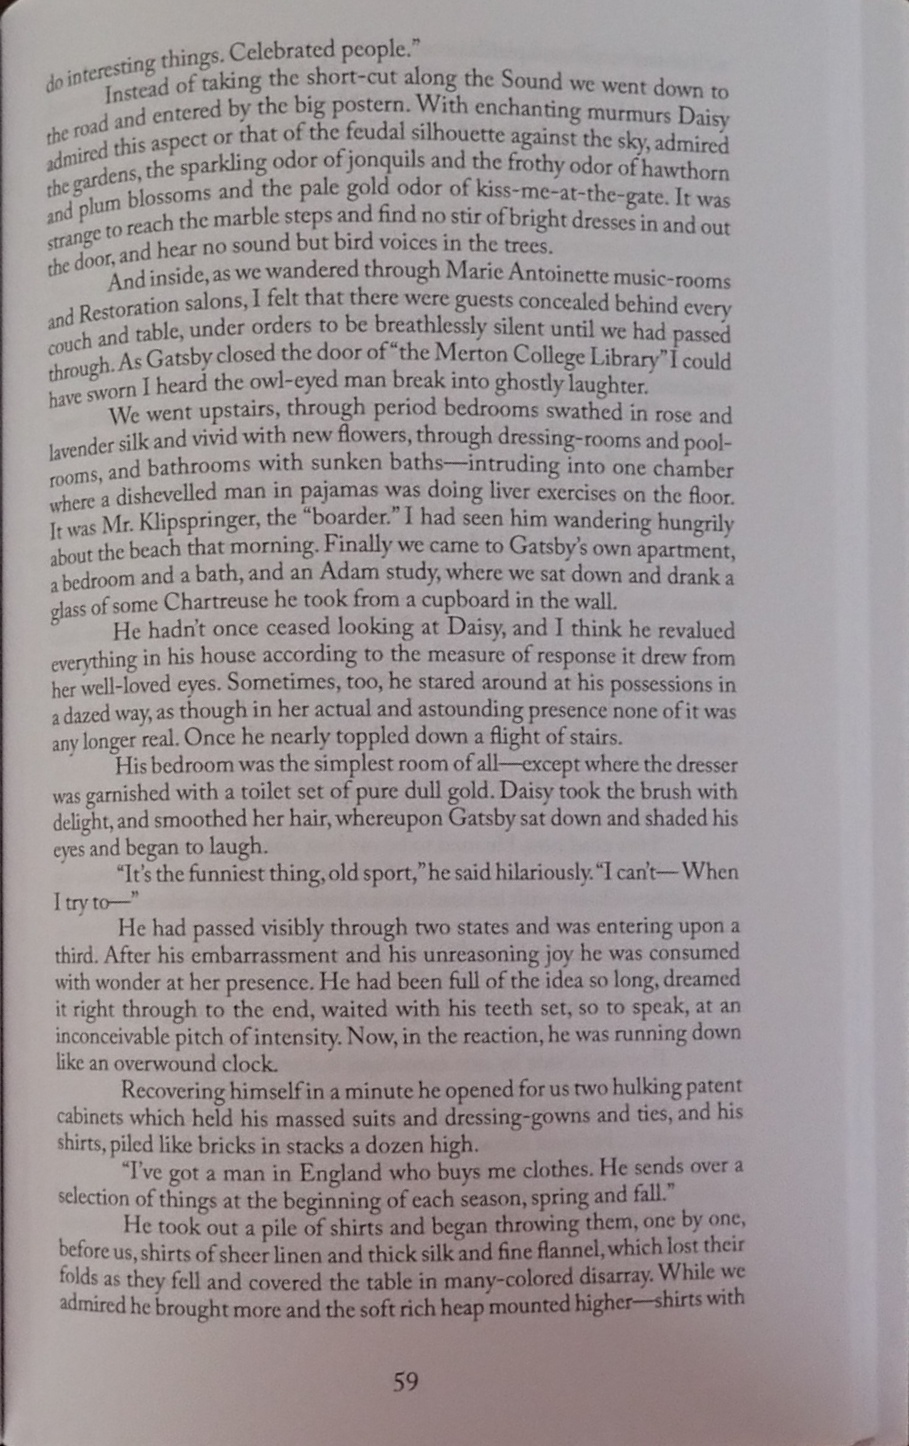 do interesting things. Celebrated people.”
Instead of taking the short-cut along the Sound we went down to
the road and entered by the big postern. With enchanting murmurs Daisy
admired this aspect or that of the feudal silhouette against the sky, admired
the gardens, the sparkling odor of jonquils and the frothy odor of hawthorn
and plum blossoms and the pale gold odor of kiss-me-at-the-gate. It was
strange to reach the marble steps and find no stir of bright dresses in and out
the door, and hear no sound but bird voices in the trees.
And inside, as we wandered through Marie Antoinette music-rooms
and Restoration salons, I felt that there were guests concealed behind every
couch and table, under orders to be breathlessly silent until we had passed
through. As Gatsby closed the door of “the Merton College Library” I could
have sworn I heard the owl-eyed man break into ghostly laughter.
We went upstairs, through period bedrooms swathed in rose and
lavender silk and vivid with new flowers, through dressing-rooms and pool-
rooms, and bathrooms with sunken baths—intruding into one chamber
where a dishevelled man in pajamas was doing liver exercises on the floor.
It was Mr. Klipspringer, the “boarder.” I had seen him wandering hungrily
about the beach that morning. Finally we came to Gatsby’s own apartment,
a bedroom and a bath, and an Adam study, where we sat down and drank a
glass of some Chartreuse he took from a cupboard in the wall.
He hadn’t once ceased looking at Daisy, and I think he revalued
everything in his house according to the measure of response it drew from
her well-loved eyes. Sometimes, too, he stared around at his possessions in
a dazed way, as though in her actual and astounding presence none of it was
any longer real. Once he nearly toppled down a flight of stairs.
His bedroom was the simplest room of all—except where the dresser
was garnished with a toilet set of pure dull gold. Daisy took the brush with
delight, and smoothed her hair, whereupon Gatsby sat down and shaded his
eyes and began to laugh.
“It’s the funniest thing, old sport,” he said hilariously. “I can’t— When
I try to—”
He had passed visibly through two states and was entering upon a
third. After his embarrassment and his unreasoning joy he was consumed
with wonder at her presence. He had been full of the idea so long, dreamed
it right through to the end, waited with his teeth set, so to speak, at an
inconceivable pitch of intensity. Now, in the reaction, he was running down
like an overwound clock.
Recovering himself in a minute he opened for us two hulking patent
cabinets which held his massed suits and dressing-gowns and ties, and his
shirts, piled like bricks in stacks a dozen high.
“I’ve got a man in England who buys me clothes. He sends over a
selection of things at the beginning of each season, spring and fall.”
He took out a pile of shirts and began throwing them, one by one,
before us, shirts of sheer linen and thick silk and fine flannel, which lost their
folds as they fell and covered the table in many-colored disarray. While we
admired he brought more and the soft rich heap mounted higher—shirts with
59